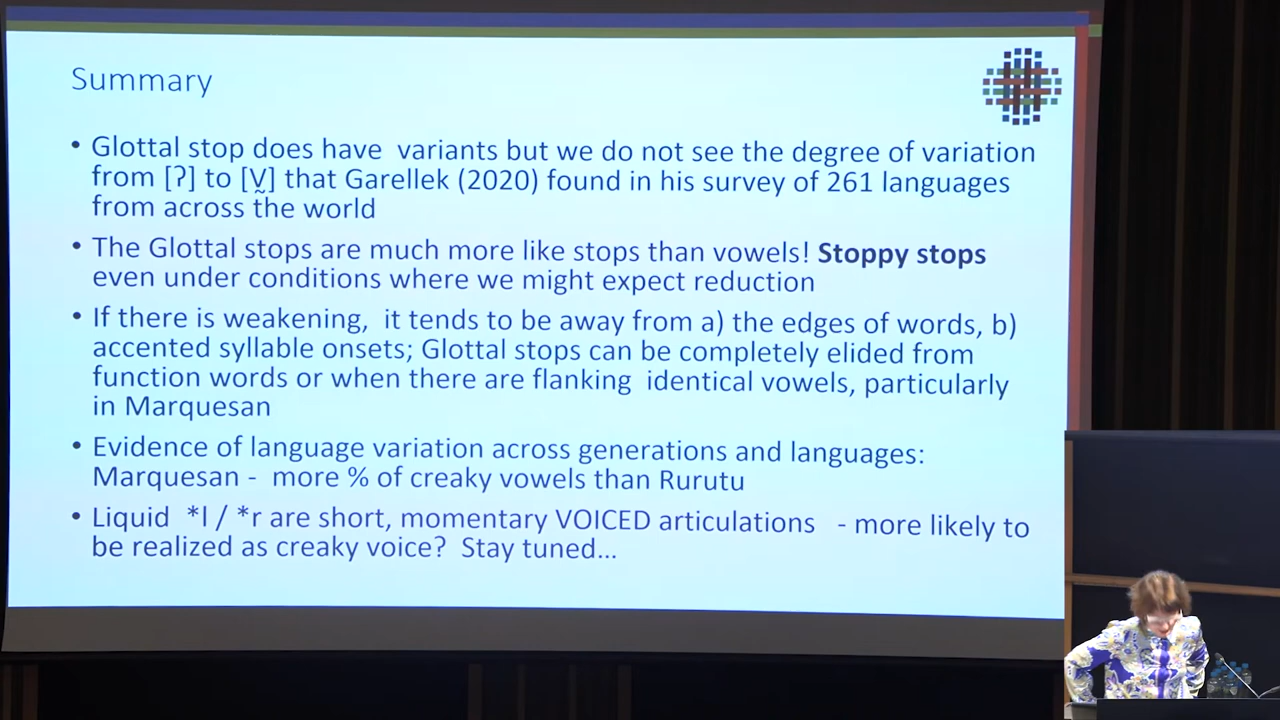 Summary
• Glottal stop does have variants but we do not see the degree of variation
from [ʔ] to [V̰] that Garellek (2020) found in his survey of 261 languages
from across the world
• The Glottal stops are much more like stops than vowels! Stoppy stops
even under conditions where we might expect reduction
• If there is weakening, it tends to be away from a) the edges of words, b)
accented syllable onsets; Glottal stops can be completely elided from
function words or when there are flanking identical vowels, particularly
in Marquesan
• Evidence of language variation across generations and languages:
Marquesan - more % of creaky vowels than Rurutu
• Liquid *l / *r are short, momentary VOICED articulations - more likely to
be realized as creaky voice? Stay tuned...